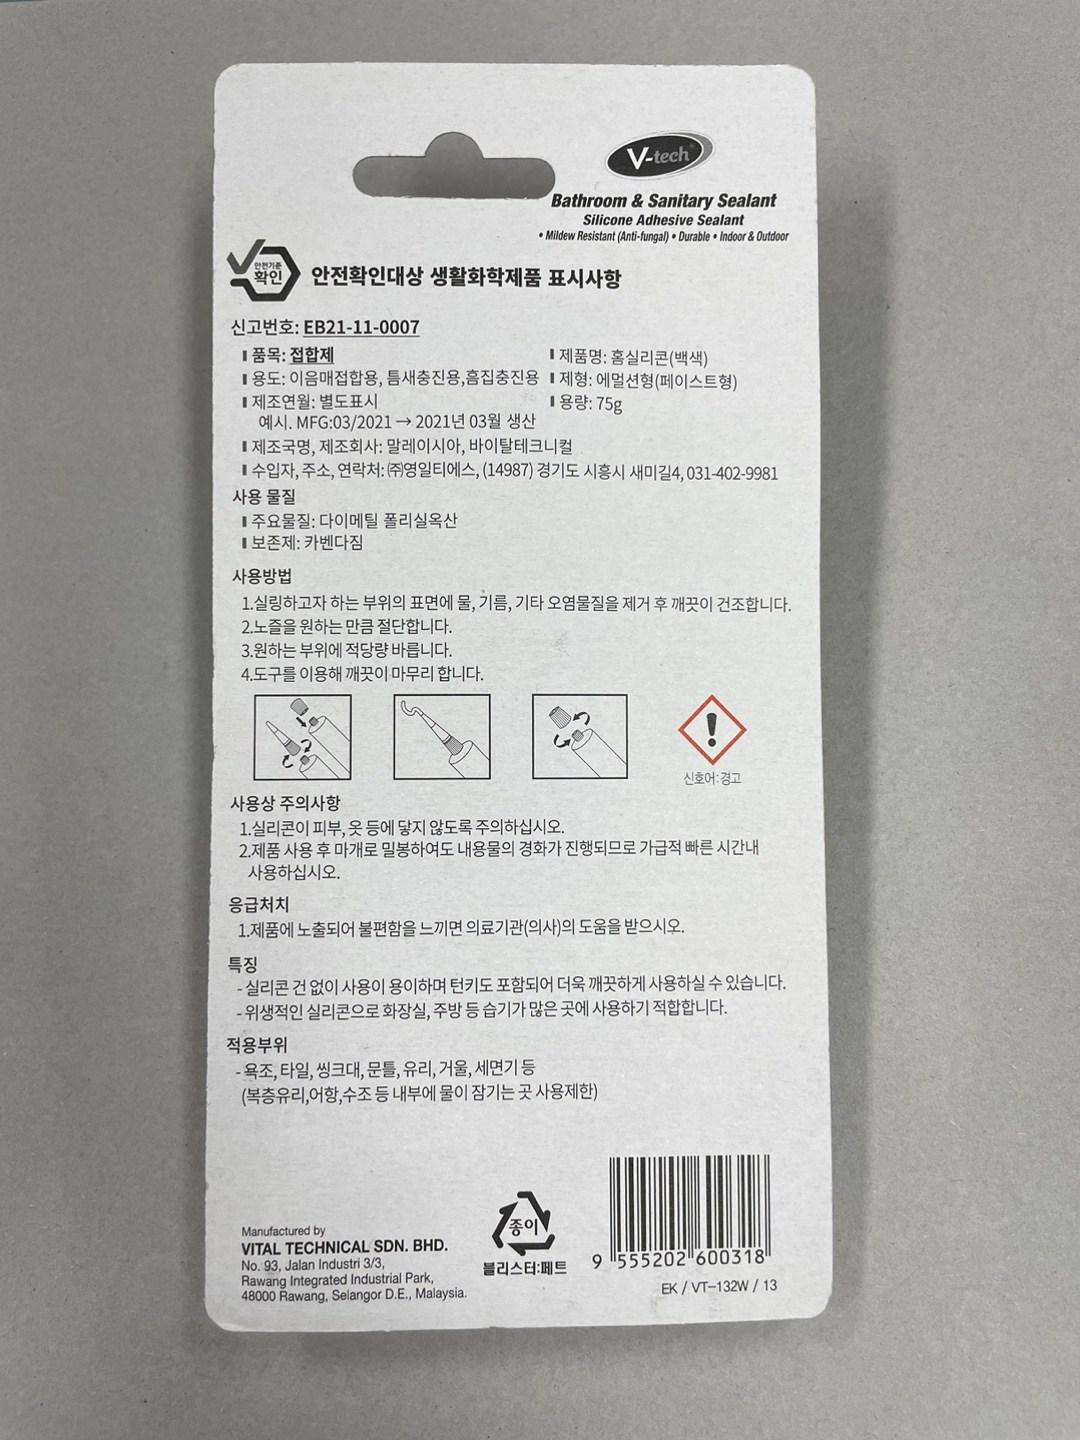 V-tech
Bathroom & Sanitary Sealant
Silicone Adhesive Sealant
• Mildew Resistant (Anti-fungal) • Durable • Indoor & Outdoor
안전기준
확인
안전확인대상 생활화학제품 표시사항
신고번호: EB21-11-0007
품목: 접합제
제품명: 홈실리콘(백색)
용도: 이음매접합용, 틈새충진용,흠집충진용
제형: 에멀션형(페이스트형)
제조연월: 별도표시
용량: 75g
예시. MFG:03/2021 → 2021년 03월 생산
제조국명, 제조회사: 말레이시아, 바이탈테크니컬
수입자, 주소, 연락처: ㈜영일티에스, (14987) 경기도 시흥시 새미길4, 031-402-9981
사용 물질
주요물질: 다이메틸 폴리실옥산
보존제: 카벤다짐
사용방법
1.실링하고자 하는 부위의 표면에 물, 기름, 기타 오염물질을 제거 후 깨끗이 건조합니다.
2.노즐을 원하는 만큼 절단합니다.
3.원하는 부위에 적당량 바릅니다.
4.도구를 이용해 깨끗이 마무리 합니다.
신호어:경고
사용상 주의사항
1.실리콘이 피부, 옷 등에 닿지 않도록 주의하십시오.
2.제품 사용 후 마개로 밀봉하여도 내용물의 경화가 진행되므로 가급적 빠른 시간내
사용하십시오.
응급처치
1.제품에 노출되어 불편함을 느끼면 의료기관(의사)의 도움을 받으시오.
특징
- 실리콘 건 없이 사용이 용이하며 턴키도 포함되어 더욱 깨끗하게 사용하실 수 있습니다.
- 위생적인 실리콘으로 화장실, 주방 등 습기가 많은 곳에 사용하기 적합합니다.
적용부위
- 욕조, 타일, 씽크대, 문틀, 유리, 거울, 세면기 등
(복층유리,어항,수조 등 내부에 물이 잠기는 곳 사용제한)
Manufactured by
VITAL TECHNICAL SDN. BHD.
No. 93, Jalan Industri 3/3,
Rawang Integrated Industrial Park,
48000 Rawang, Selangor D.E., Malaysia.
종이
블리스터:페트
9 555202 600318
EK / VT-132W / 13